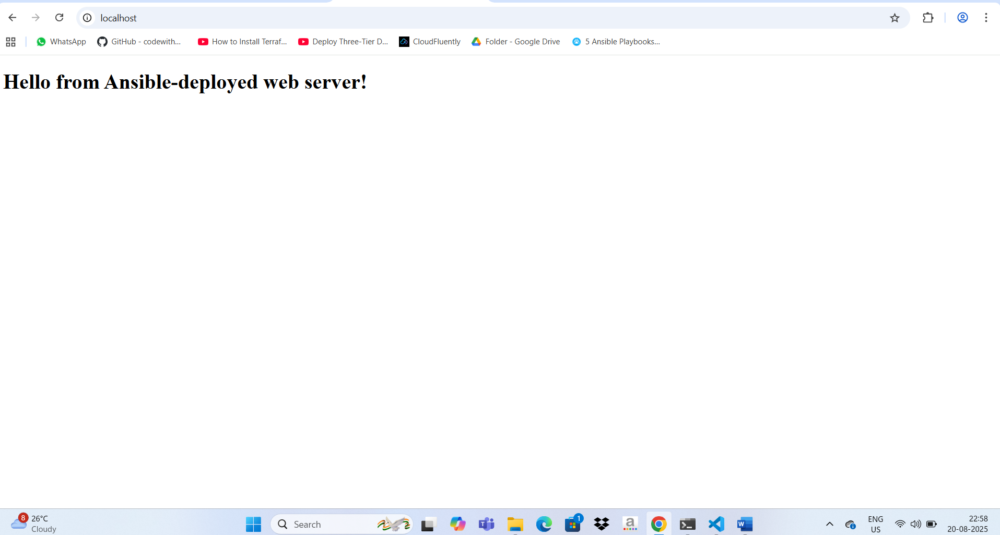 localhost
WhatsApp GitHub - codewith... How to Install Terraf... Deploy Three-Tier D... CloudFluently Folder - Google Drive 5 Ansible Playbooks...
Hello from Ansible-deployed web server!
8 26°C
Cloudy
Search
1
ENG
US
22:58
20-08-2025